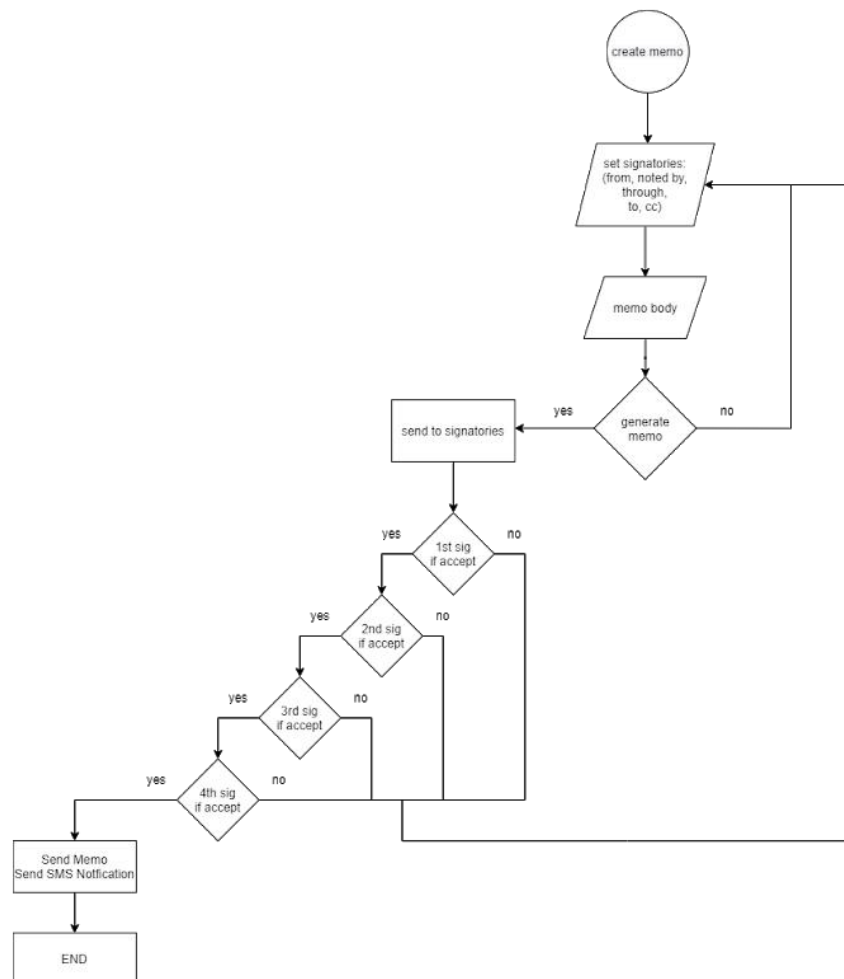 create memo
set signatories:
(from, noted by,
through,
to, cc)
memo body
generate
memo
yes
no
send to signatories
1st sig
if accept
yes
no
2nd sig
if accept
yes
no
3rd sig
if accept
yes
no
4th sig
if accept
yes
no
Send Memo
Send SMS Notfication
END